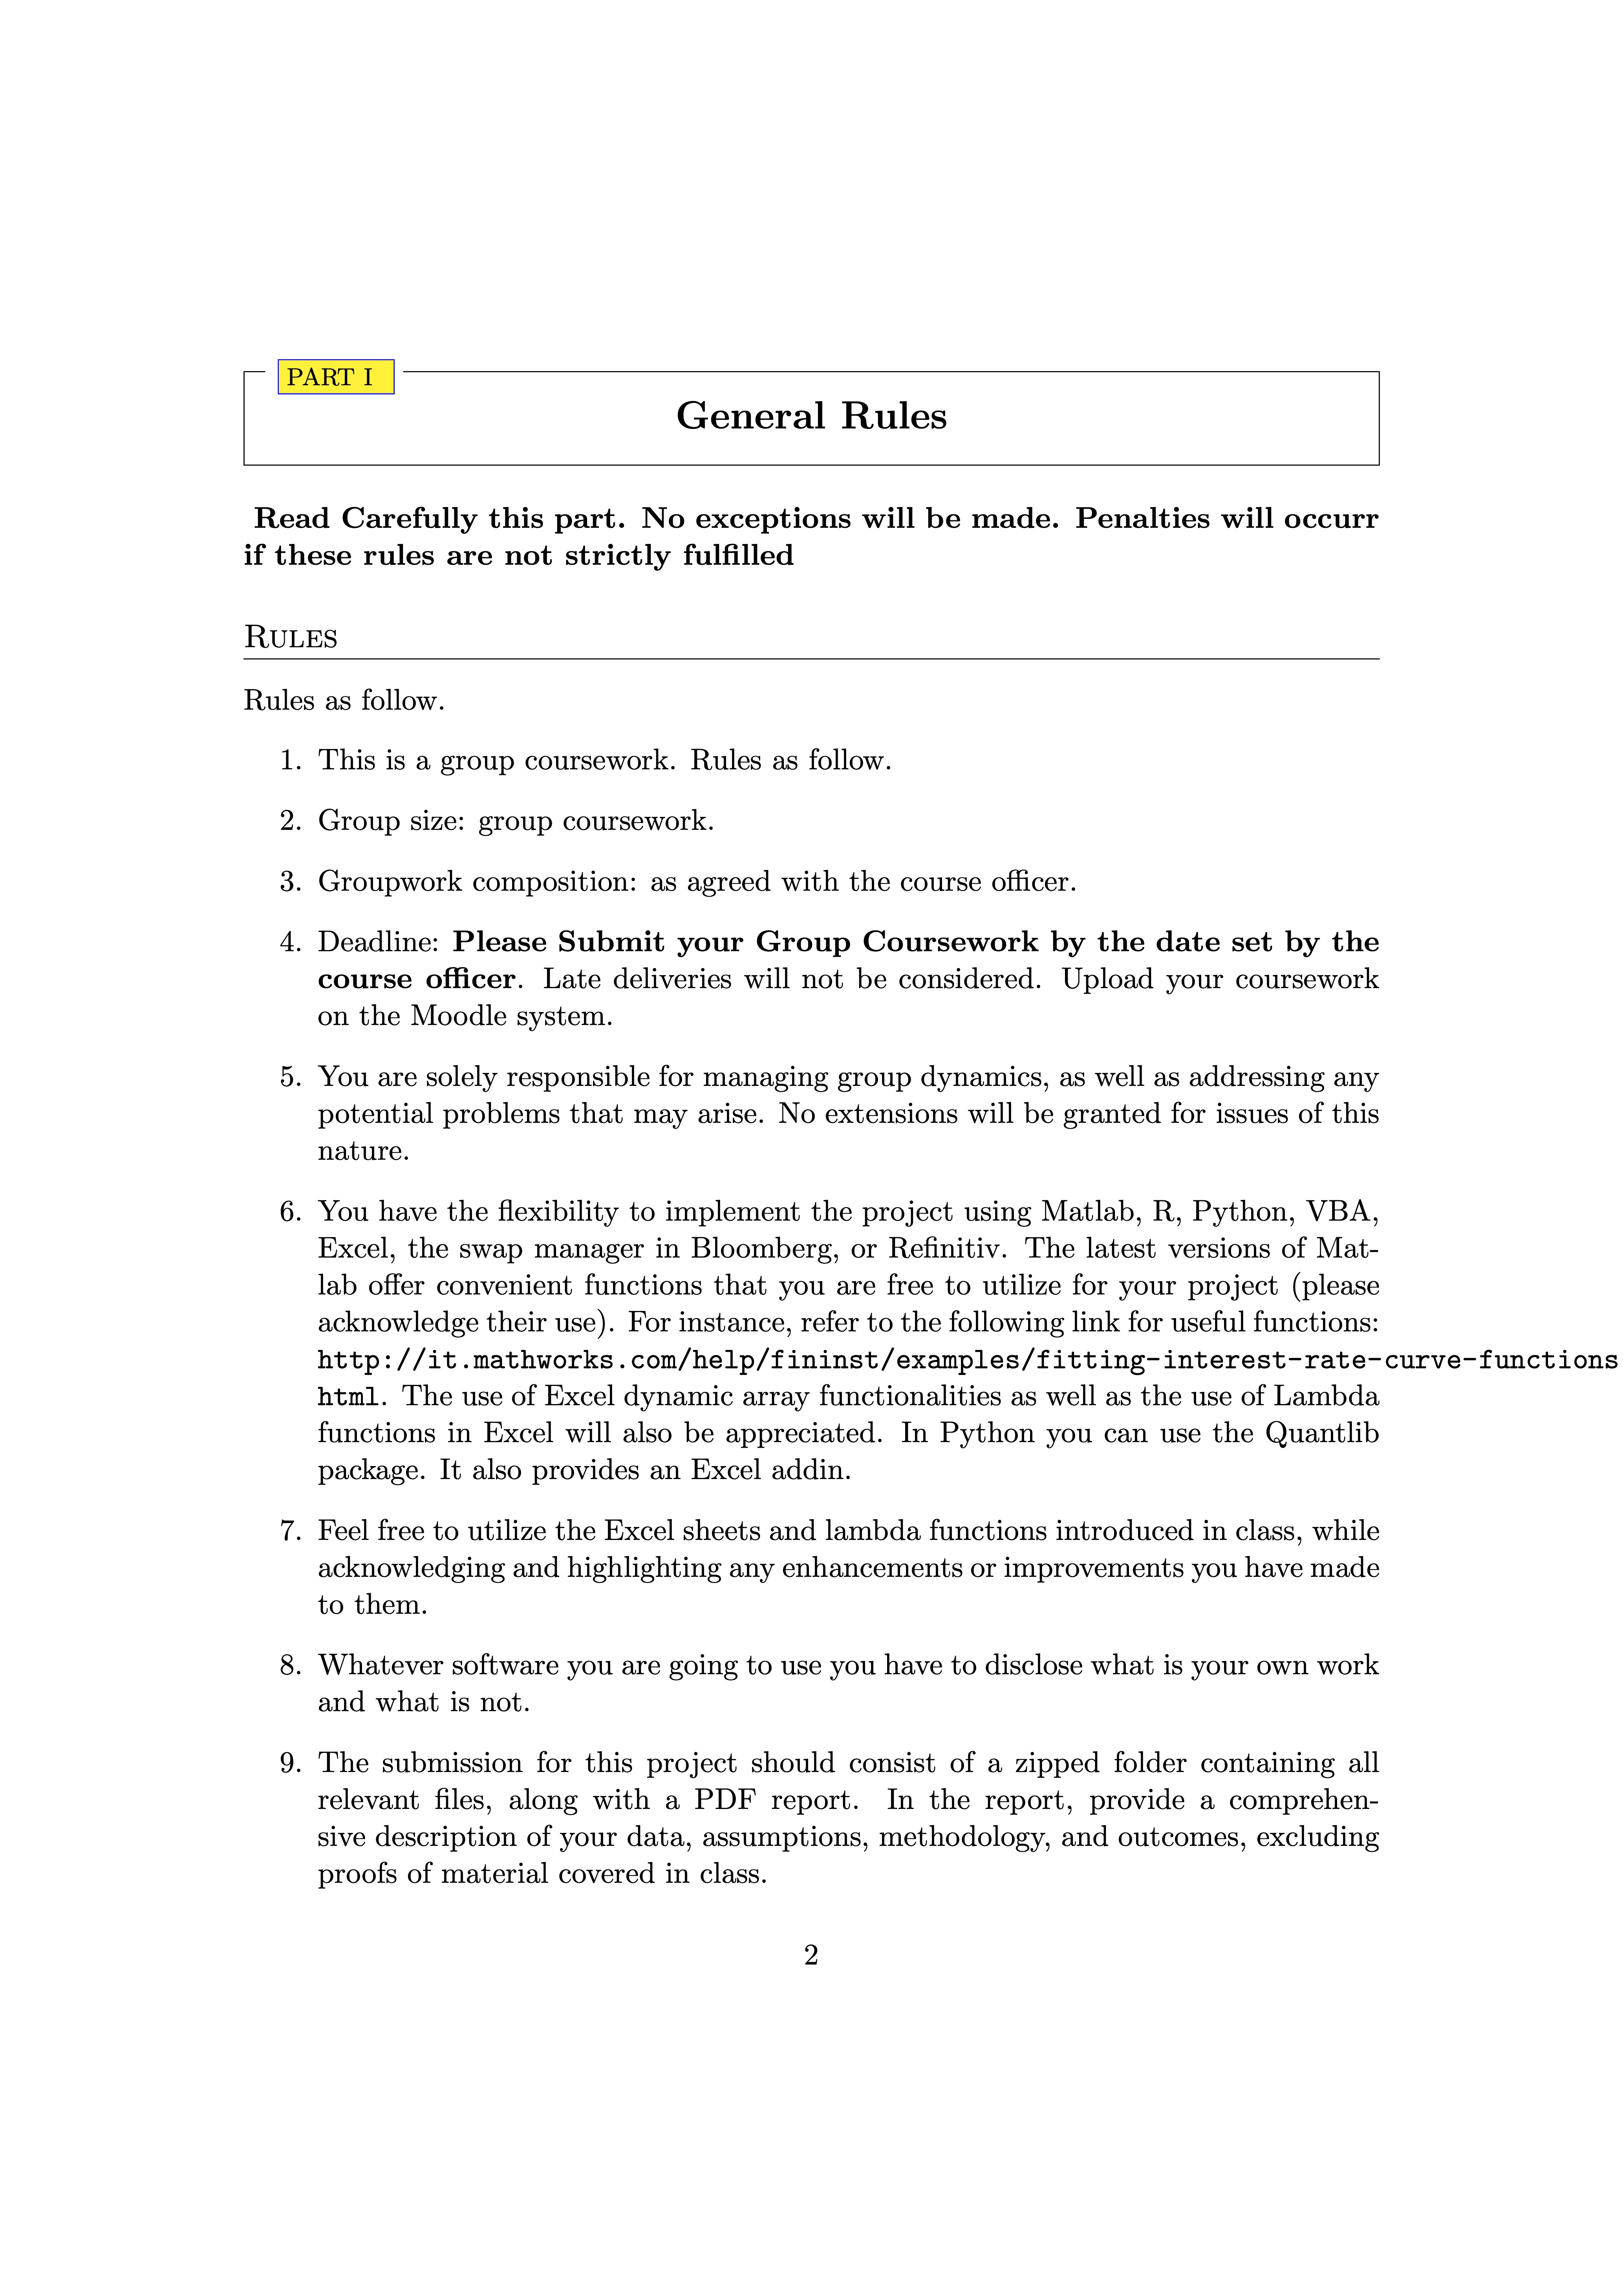 PART I
General Rules
Read Carefully this part. No exceptions will be made. Penalties will occurr
if these rules are not strictly fulfilled
Rules
Rules as follow.
1. This is a group coursework. Rules as follow.
2. Group size: group coursework.
3. Groupwork composition: as agreed with the course officer.
4. Deadline: Please Submit your Group Coursework by the date set by the
course officer. Late deliveries will not be considered. Upload your coursework
on the Moodle system.
5. You are solely responsible for managing group dynamics, as well as addressing any
potential problems that may arise. No extensions will be granted for issues of this
nature.
6. You have the flexibility to implement the project using Matlab, R, Python, VBA,
Excel, the swap manager in Bloomberg, or Refinitiv. The latest versions of Mat-
lab offer convenient functions that you are free to utilize for your project (please
acknowledge their use). For instance, refer to the following link for useful functions:
http://it.mathworks.com/help/fininst/examples/fitting-interest-rate-curve-functions
html. The use of Excel dynamic array functionalities as well as the use of Lambda
functions in Excel will also be appreciated. In Python you can use the Quantlib
package. It also provides an Excel addin.
7. Feel free to utilize the Excel sheets and lambda functions introduced in class, while
acknowledging and highlighting any enhancements or improvements you have made
to them.
8. Whatever software you are going to use you have to disclose what is your own work
and what is not.
9. The submission for this project should consist of a zipped folder containing all
relevant files, along with a PDF report. In the report, provide a comprehen-
sive description of your data, assumptions, methodology, and outcomes, excluding
proofs of material covered in class.
2